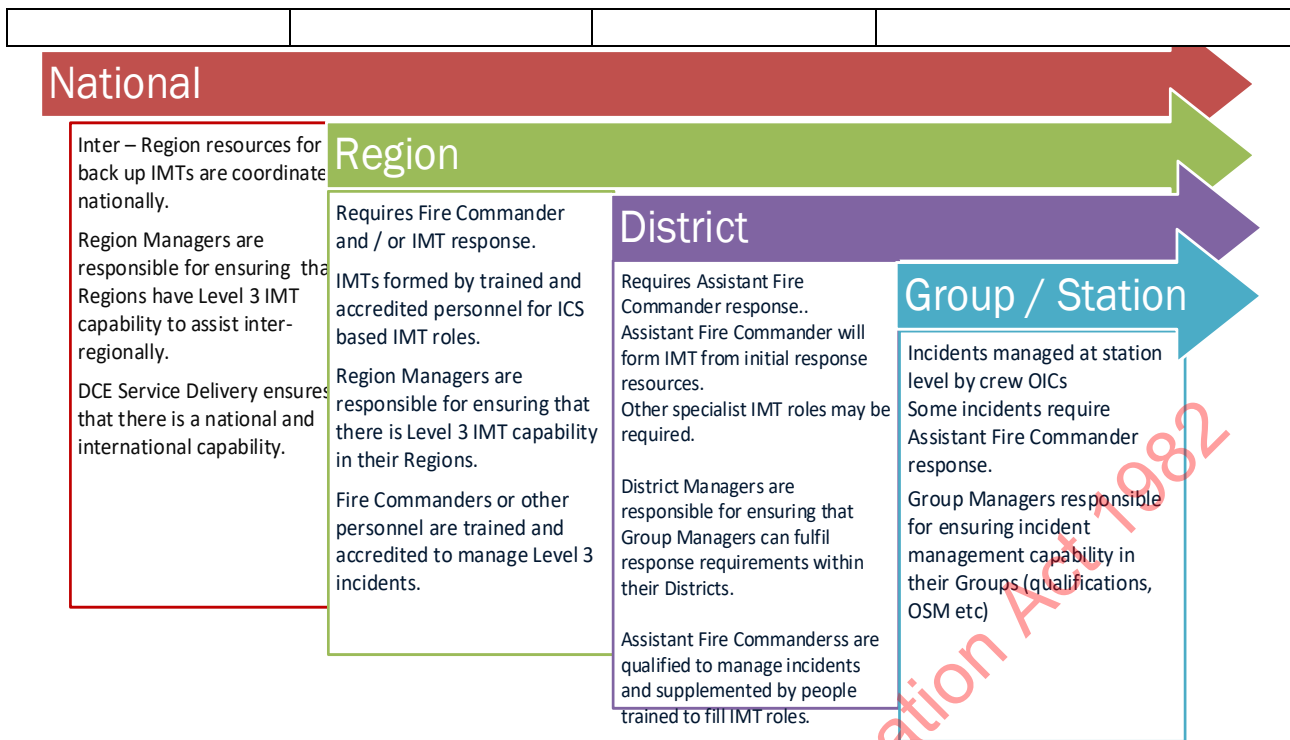 National
Inter – Region resources for
back up IMTs are coordinate
nationally.
Region Managers are
responsible for ensuring tha
Regions have Level 3 IMT
capability to assist inter-
regionally.
DCE Service Delivery ensures
that there is a national and
international capability.
Region
Requires Fire Commander
and / or IMT response.
IMTs formed by trained and
accredited personnel for ICS
based IMT roles.
Region Managers are
responsible for ensuring that
there is Level 3 IMT capability
in their Regions.
Fire Commanders or other
personnel are trained and
accredited to manage Level 3
incidents.
District
Requires Assistant Fire
Commander response..
Assistant Fire Commander will
form IMT from initial response
resources.
Other specialist IMT roles may be
required.
District Managers are
responsible for ensuring that
Group Managers can fulfil
response requirements within
their Districts.
Assistant Fire Commanderss are
qualified to manage incidents
and supplemented by people
trained to fill IMT roles.
Group / Station
Incidents managed at station
level by crew OICs
Some incidents require
Assistant Fire Commander
response.
Group Managers responsible
for ensuring incident
management capability in
their Groups (qualifications,
OSM etc)
ation Act 1982